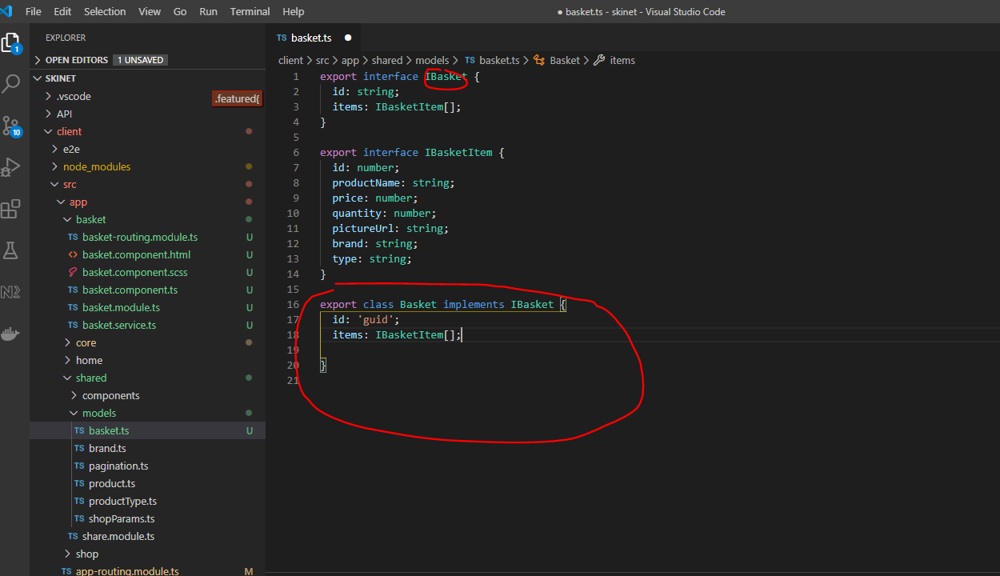 File Edit Selection View Go Run Terminal Help
● basket.ts - skinet - Visual Studio Code
EXPLORER
OPEN EDITORS 1 UNSAVED
SKINET
.vscode
.featured{
API
client
e2e
node_modules
src
app
basket
TS basket-routing.module.ts U
<> basket.component.html U
basket.component.scss U
TS basket.component.ts U
TS basket.module.ts U
TS basket.service.ts U
core
home
shared
components
models
TS basket.ts U
TS brand.ts
TS pagination.ts
TS product.ts
TS productType.ts
TS shopParams.ts
TS share.module.ts
shop
TS app-routing.module.ts M
1
10
TS basket.ts ●
client > src > app > shared > models > TS basket.ts > Basket > items
1 export interface IBasket {
2 id: string;
3 items: IBasketItem[];
4 }
5
6 export interface IBasketItem {
7 id: number;
8 productName: string;
9 price: number;
10 quantity: number;
11 pictureUrl: string;
12 brand: string;
13 type: string;
14 }
15
16 export class Basket implements IBasket {
17 id: 'guid';
18 items: IBasketItem[];
19
20 }
21